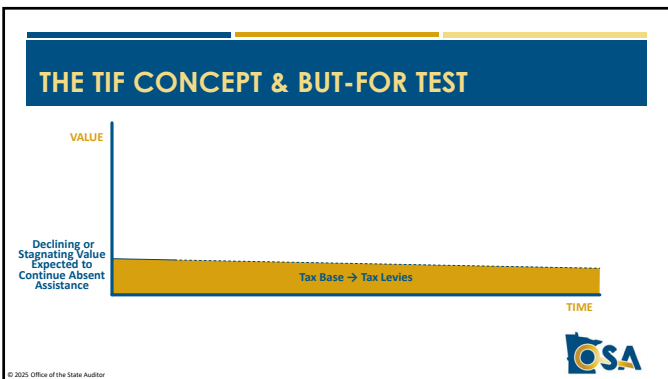 THE TIF CONCEPT & BUT-FOR TEST
VALUE
Declining or
Stagnating Value
Expected to
Continue Absent
Assistance
Tax Base → Tax Levies
TIME
OSA
© 2025 Office of the State Auditor